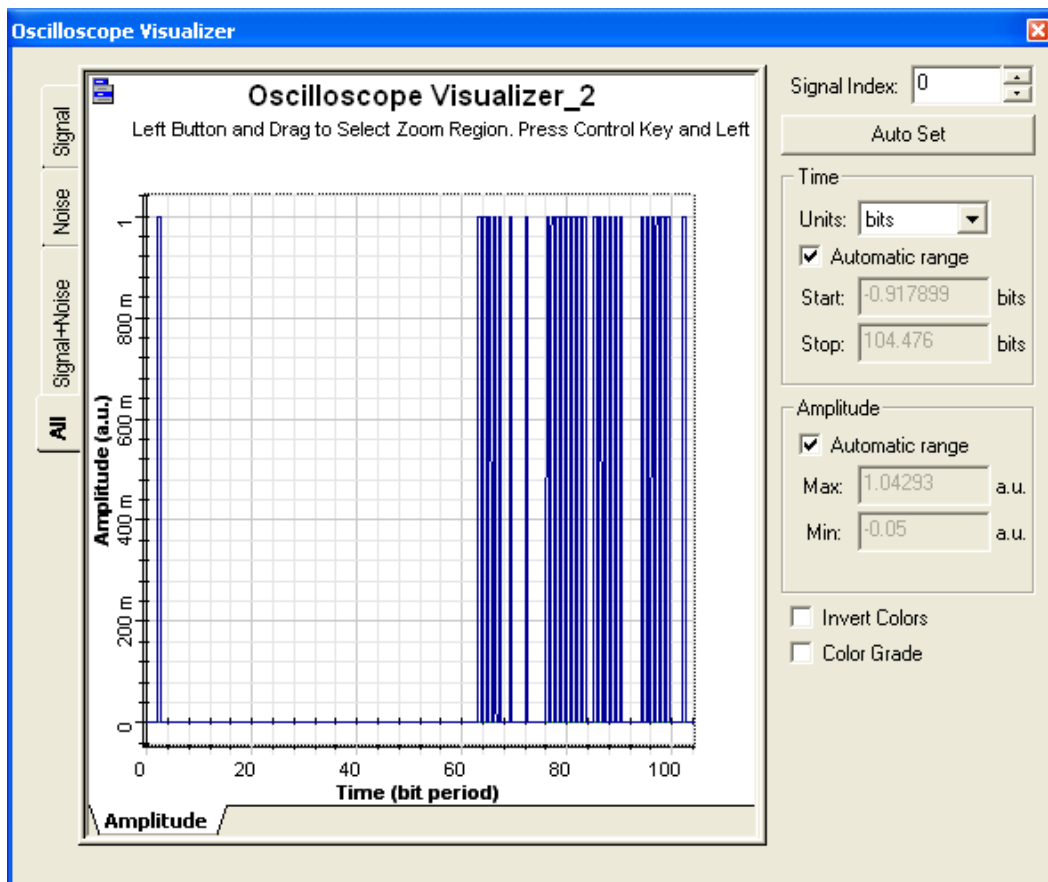 Oscilloscope Visualizer
Oscilloscope Visualizer_2
Left Button and Drag to Select Zoom Region. Press Control Key and Left
Signal
Noise
Signal+Noise
All
Amplitude (a.u.)
1
800 m
600 m
400 m
200 m
0
0 20 40 60 80 100
Time (bit period)
Amplitude
Signal Index: 0
Auto Set
Time
Units: bits
Automatic range
Start: -0.917899 bits
Stop: 104.476 bits
Amplitude
Automatic range
Max: 1.04293 a.u.
Min: -0.05 a.u.
Invert Colors
Color Grade